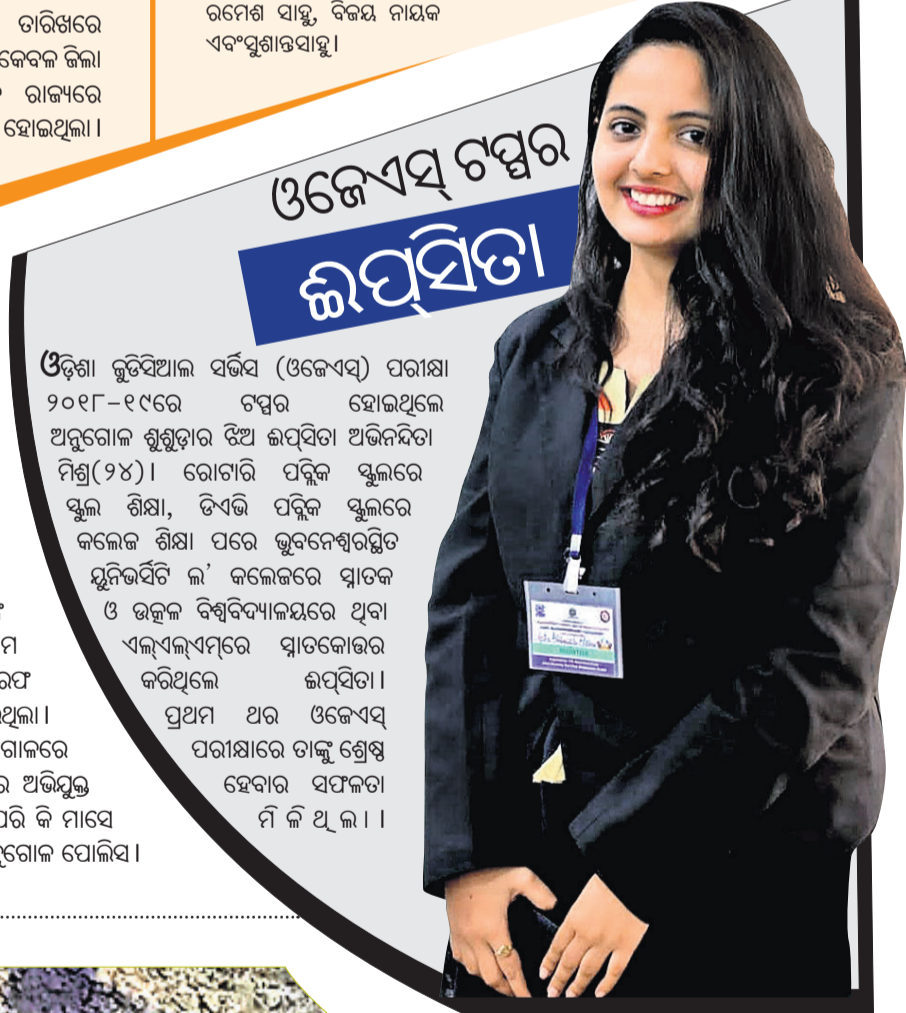 ତାରିଖରେ
କେବଳ ଜିଲା
ରାଜ୍ୟରେ
ହୋଇଥିଲା।
ରମେଶ ସାହୁ, ବିଜୟ ନାୟକ
ଏବଂସୁଶାନ୍ତସାହୁ।
ଓଜେଏସ୍ ଟପ୍ପର
ଈପ୍‌ସିତା
ଓଡ଼ିଶା ଜୁଡିସିଆଲ ସର୍ଭିସ (ଓଜେଏସ୍) ପରୀକ୍ଷା
୨୦୧୮-୧୯ରେ ଟପ୍ପର ହୋଇଥିଲେ
ଅନୁଗୋଳ ଶୁଶୁଡ଼ାର ଝିଅ ଈପ୍‌ସିତା ଅଭିନନ୍ଦିତା
ମିଶ୍ର(୨୪)। ରୋଟାରି ପବ୍ଲିକ ସ୍କୁଲରେ
ସ୍କୁଲ ଶିକ୍ଷା, ଡିଏଭି ପବ୍ଲିକ ସ୍କୁଲରେ
କଲେଜ ଶିକ୍ଷା ପରେ ଭୁବନେଶ୍ୱରସ୍ଥିତ
ୟୁନିଭର୍ସିଟି ଲ' କଲେଜରେ ସ୍ନାତକ
ଓ ଉତ୍କଳ ବିଶ୍ୱବିଦ୍ୟାଳୟରେ ଥିବା
ଏଲ୍‌ଏଲ୍‌ଏମ୍‌ରେ ସ୍ନାତକୋତ୍ତର
କରିଥିଲେ ଈପ୍‌ସିତା।
ପ୍ରଥମ ଥର ଓଜେଏସ୍
ପରୀକ୍ଷାରେ ତାଙ୍କୁ ଶ୍ରେଷ୍ଠ
ହେବାର ସଫଳତା
ମିଳିଥିଲା।
ଅଭିଯୁକ୍ତ
କି ମାସେ
ପୋଲିସ।